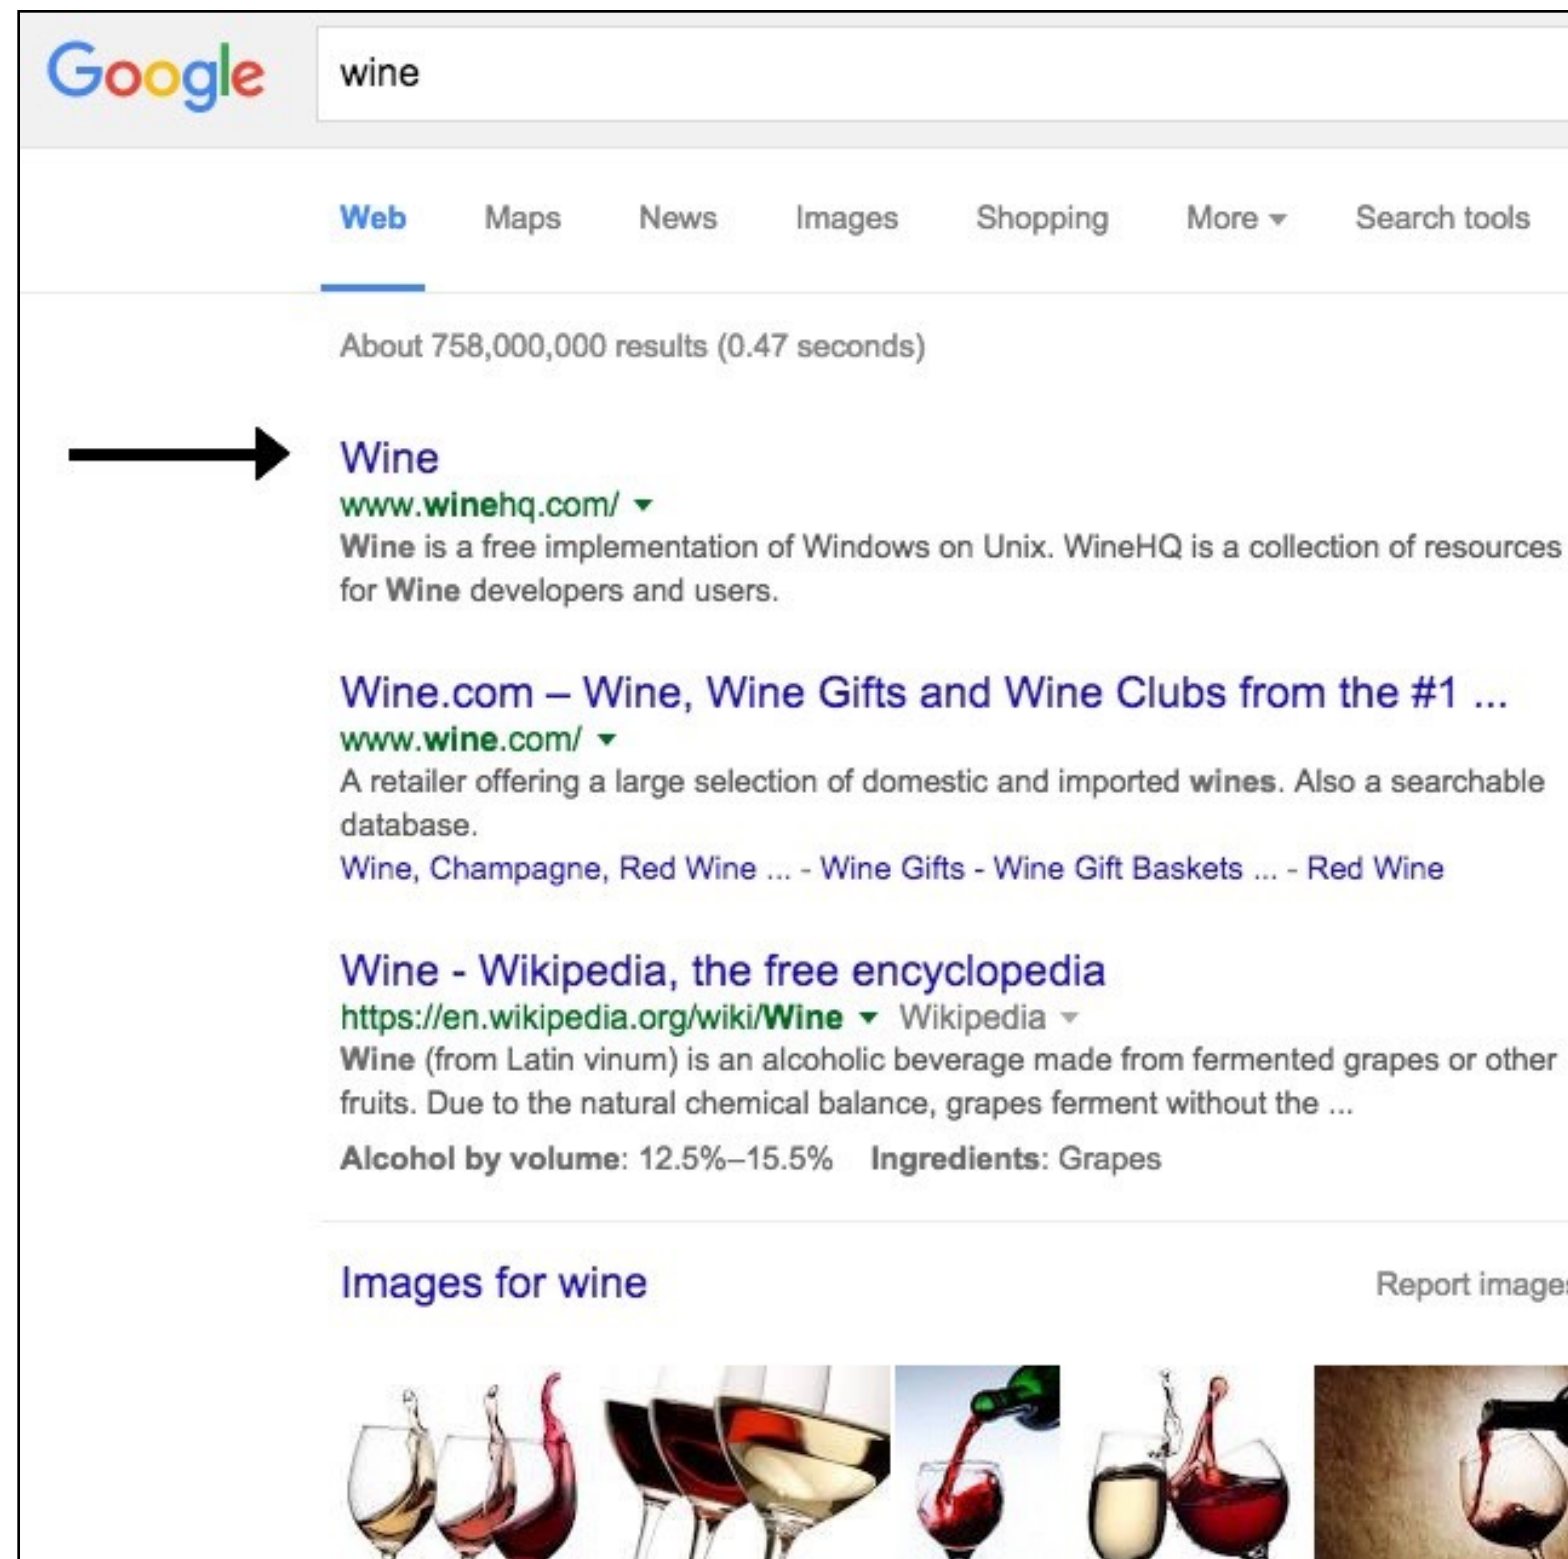 Google
wine
Web Maps News Images Shopping More Search tools
About 758,000,000 results (0.47 seconds)
Wine
www.winehq.com/
Wine is a free implementation of Windows on Unix. WineHQ is a collection of resources
for Wine developers and users.
Wine.com – Wine, Wine Gifts and Wine Clubs from the #1 ...
www.wine.com/
A retailer offering a large selection of domestic and imported wines. Also a searchable
database.
Wine, Champagne, Red Wine ... - Wine Gifts - Wine Gift Baskets ... - Red Wine
Wine - Wikipedia, the free encyclopedia
https://en.wikipedia.org/wiki/Wine Wikipedia
Wine (from Latin vinum) is an alcoholic beverage made from fermented grapes or other
fruits. Due to the natural chemical balance, grapes ferment without the ...
Alcohol by volume: 12.5%–15.5% Ingredients: Grapes
Images for wine
Report images